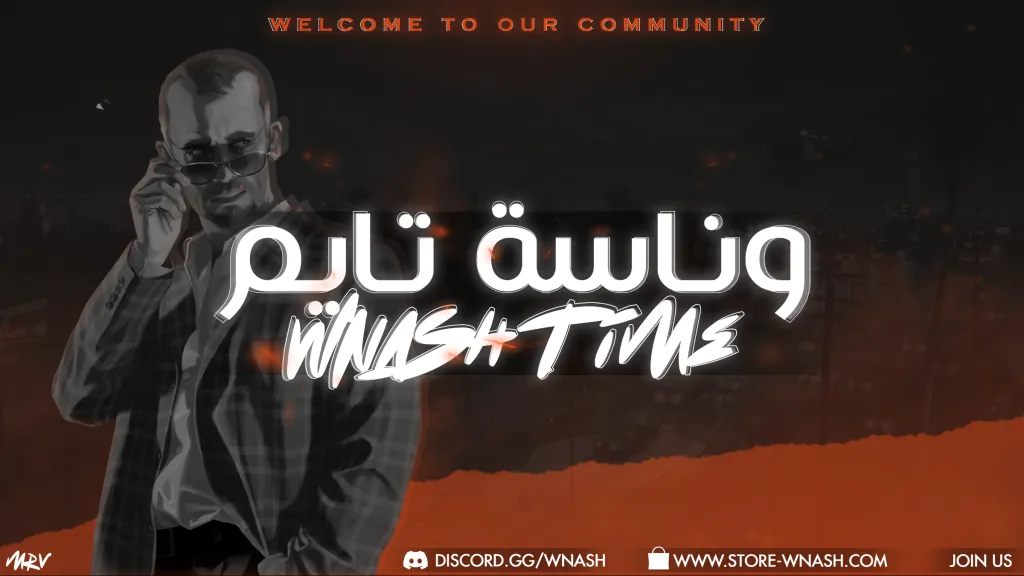 WELCOME TO OUR COMMUNITY
وناسة تايم
WNASH TIME
MRV
DISCORD.GG/WNASH
WWW.STORE-WNASH.COM
JOIN US